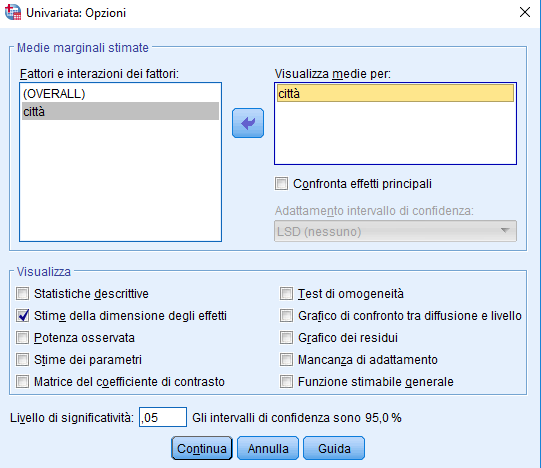 Univariata: Opzioni
Medie marginali stimate
Fattori e interazioni dei fattori:
(OVERALL)
città
Visualizza medie per:
città
Confronta effetti principali
Adattamento intervallo di confidenza:
LSD (nessuno)
Visualizza
Statistiche descrittive
Stime della dimensione degli effetti
Potenza osservata
Stime dei parametri
Matrice del coefficiente di contrasto
Test di omogeneità
Grafico di confronto tra diffusione e livello
Grafico dei residui
Mancanza di adattamento
Funzione stimabile generale
Livello di significatività: ,05 Gli intervalli di confidenza sono 95,0 %
Continua Annulla Guida